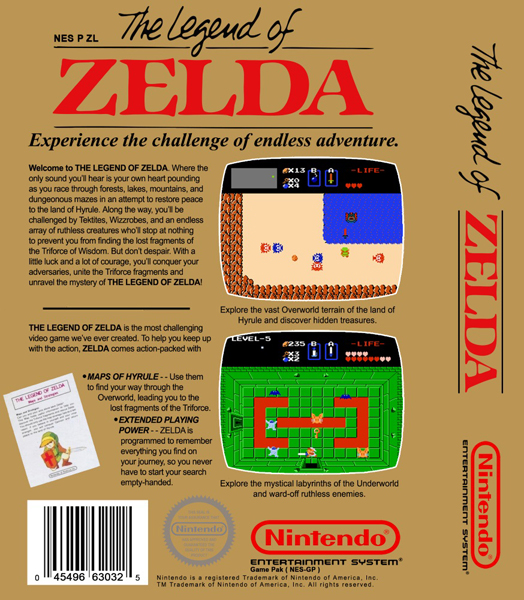 NES P ZL
The Legend of
ZELDA
Experience the challenge of endless adventure.
Welcome to THE LEGEND OF ZELDA. Where the
only sound you'll hear is your own heart pounding
as you race through forests, lakes, mountains, and
dungeonous mazes in an attempt to restore peace
to the land of Hyrule. Along the way, you'll be
challenged by Tektites, Wizzrobes, and an endless
array of ruthless creatures who'll stop at nothing
to prevent you from finding the lost fragments of
the Triforce of Wisdom. But don't despair. With a
little luck and a lot of courage, you'll conquer your
adversaries, unite the Triforce fragments and
unravel the mystery of THE LEGEND OF ZELDA!
X13
X0
X4
B
A
-LIFE-
Explore the vast Overworld terrain of the land of
Hyrule and discover hidden treasures.
THE LEGEND OF ZELDA is the most challenging
video game we've ever created. To help you keep up
with the action, ZELDA comes action-packed with
• MAPS OF HYRULE - - Use them
to find your way through the
Overworld, leading you to the
lost fragments of the Triforce.
• EXTENDED PLAYING
POWER - - ZELDA is
programmed to remember
everything you find on
your journey, so you never
have to start your search
empty-handed.
THE LEGEND OF ZELDA
LEVEL-5
235
X3
X2
B
A
-LIFE-
Explore the mystical labyrinths of the Underworld
and ward-off ruthless enemies.
0 45496 63032 5
Nintendo
Nintendo®
ENTERTAINMENT SYSTEM®
Game Pak ( NES-GP )
Nintendo is a registered Trademark of Nintendo of America, Inc.
TM Trademark of Nintendo of America, Inc. All rights reserved.
The Legend of
ZELDA
Nintendo®
ENTERTAINMENT SYSTEM®